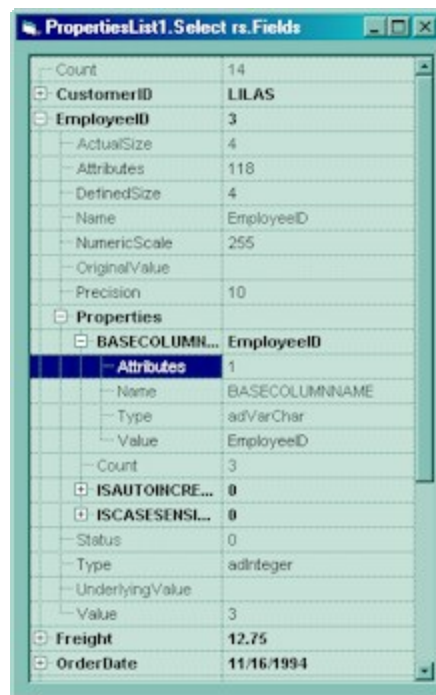 PropertiesList1.Select rs.Fields
Count 14
CustomerID LILAS
EmployeeID 3
ActualSize 4
Attributes 118
DefinedSize 4
Name EmployeeID
NumericScale 255
OriginalValue
Precision 10
Properties
BASECOLUMN... EmployeeID
Attributes 1
Name BASECOLUMNNAME
Type adVarChar
Value EmployeeID
Count 3
ISAUTOINCRE... 0
ISCASESENSI... 0
Status 0
Type adInteger
UnderlyingValue
Value 3
Freight 12.75
OrderDate 11/16/1994